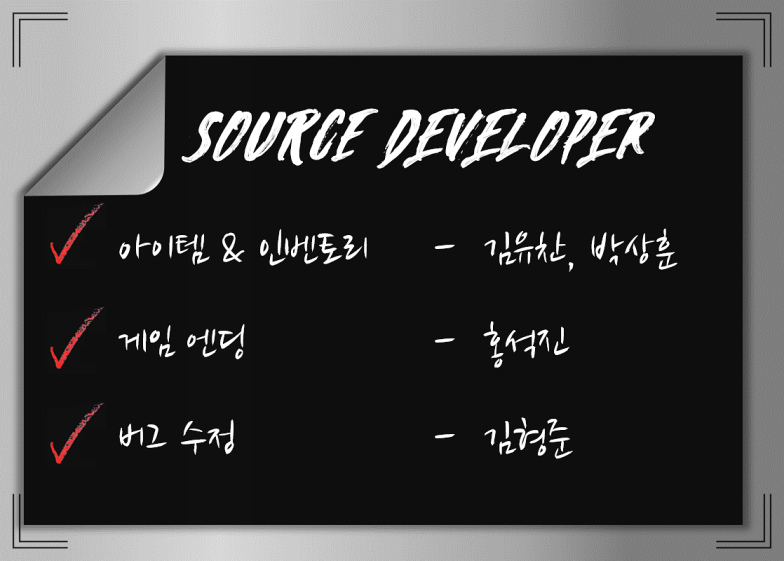 SOURCE DEVELOPER
아이템 & 인벤토리 - 김유찬, 박상훈
게임 엔딩 - 홍석진
버그 수정 - 김형준